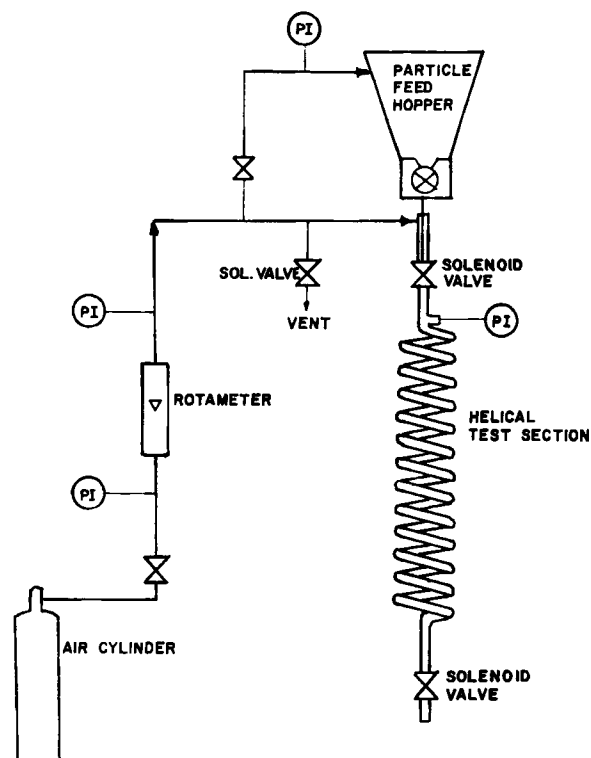 PI
PARTICLE
FEED
HOPPER
SOL. VALVE
SOLENOID
VALVE
VENT
PI
PI
ROTAMETER
HELICAL
TEST SECTION
PI
AIR CYLINDER
SOLENOID
VALVE